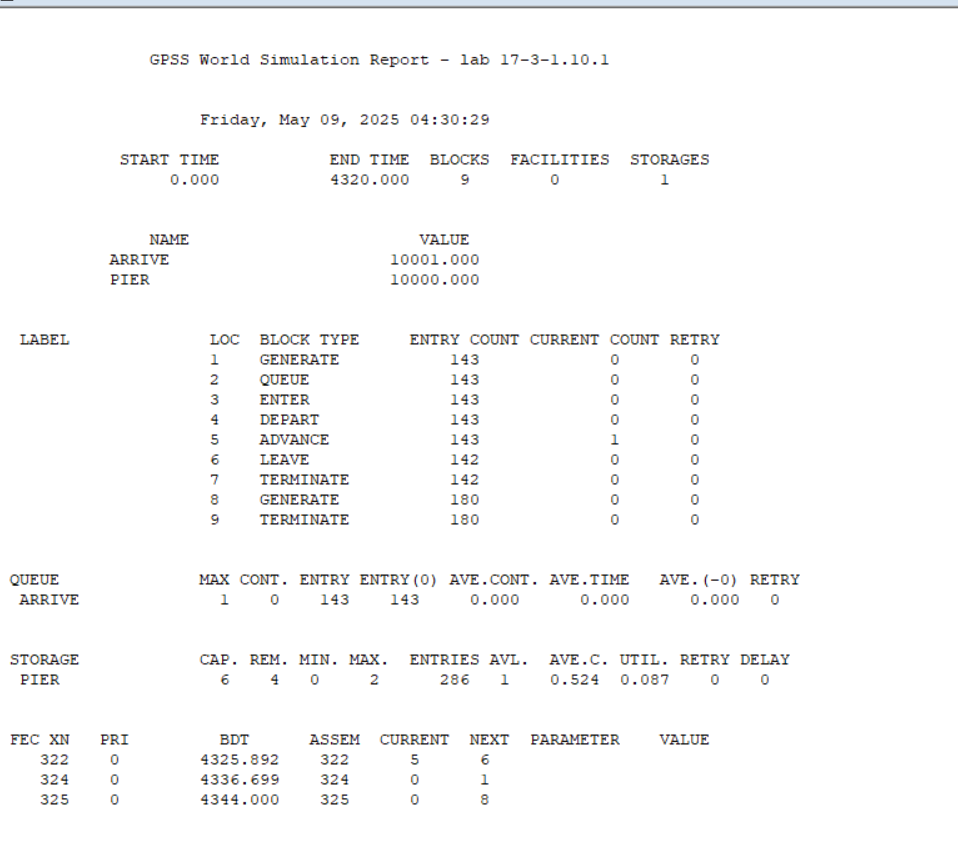 GPSS World Simulation Report - lab 17-3-1.10.1
Friday, May 09, 2025 04:30:29
START TIME END TIME BLOCKS FACILITIES STORAGES
0.000 4320.000 9 0 1
NAME VALUE
ARRIVE 10001.000
PIER 10000.000
LABEL LOC BLOCK TYPE ENTRY COUNT CURRENT COUNT RETRY
1 GENERATE 143 0 0
2 QUEUE 143 0 0
3 ENTER 143 0 0
4 DEPART 143 0 0
5 ADVANCE 143 1 0
6 LEAVE 142 0 0
7 TERMINATE 142 0 0
8 GENERATE 180 0 0
9 TERMINATE 180 0 0
QUEUE MAX CONT. ENTRY ENTRY(0) AVE.CONT. AVE.TIME AVE.(-0) RETRY
ARRIVE 1 0 143 143 0.000 0.000 0.000 0
STORAGE CAP. REM. MIN. MAX. ENTRIES AVL. AVE.C. UTIL. RETRY DELAY
PIER 6 4 0 2 286 1 0.524 0.087 0 0
FEC XN PRI BDT ASSEM CURRENT NEXT PARAMETER VALUE
322 0 4325.892 322 5 6
324 0 4336.699 324 0 1
325 0 4344.000 325 0 8